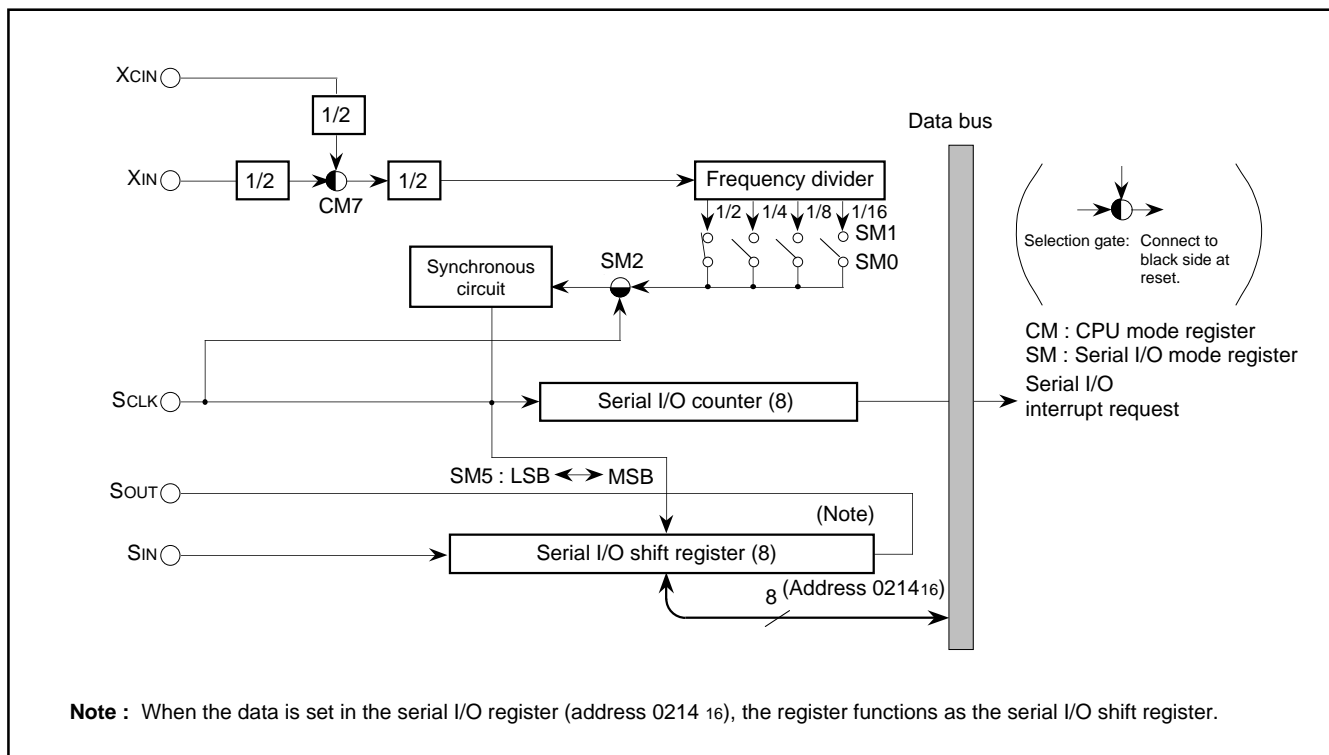 XCIN
1/2
Data bus
XIN
1/2
1/2
Frequency divider
CM7
1/2
1/4
1/8
1/16
SM1
SM0
Selection gate: Connect to
black side at
reset.
Synchronous
circuit
SM2
CM : CPU mode register
SM : Serial I/O mode register
SCLK
Serial I/O counter (8)
Serial I/O
interrupt request
SM5 : LSB
MSB
SOUT
(Note)
SIN
Serial I/O shift register (8)
8
(Address 021416)
Note : When the data is set in the serial I/O register (address 0214 16), the register functions as the serial I/O shift register.